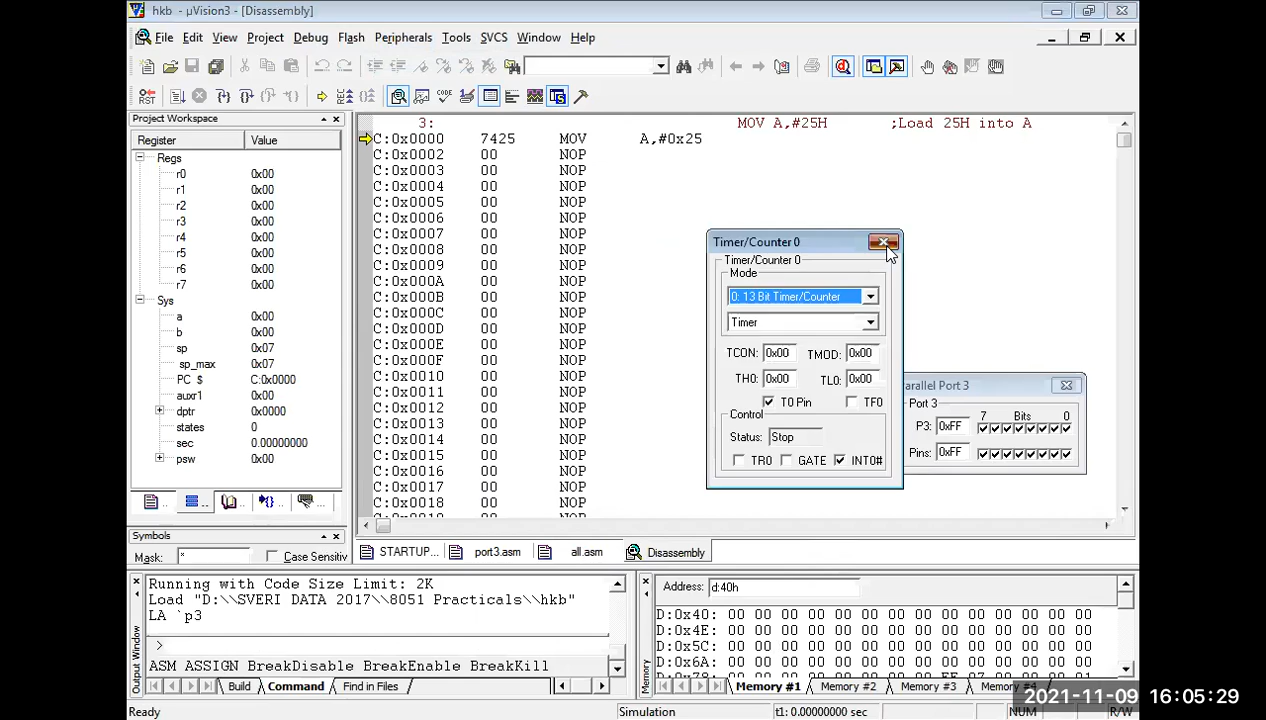 hkb - µVision3 - [Disassembly]
File Edit View Project Debug Flash Peripherals Tools SVCS Window Help
Project Workspace
Register Value
Regs
r0 0x00
r1 0x00
r2 0x00
r3 0x00
r4 0x00
r5 0x00
r6 0x00
r7 0x00
Sys
a 0x00
b 0x00
sp 0x07
sp_max 0x07
PC $ C:0x0000
auxr1 0x00
dptr 0x0000
states 0
sec 0.00000000
psw 0x00
Symbols
Mask: * Case Sensitiv
3: MOV A,#25H ;Load 25H into A
C:0x0000 7425 MOV A,#0x25
C:0x0002 00 NOP
C:0x0003 00 NOP
C:0x0004 00 NOP
C:0x0005 00 NOP
C:0x0006 00 NOP
C:0x0007 00 NOP
C:0x0008 00 NOP
C:0x0009 00 NOP
C:0x000A 00 NOP
C:0x000B 00 NOP
C:0x000C 00 NOP
C:0x000D 00 NOP
C:0x000E 00 NOP
C:0x000F 00 NOP
C:0x0010 00 NOP
C:0x0011 00 NOP
C:0x0012 00 NOP
C:0x0013 00 NOP
C:0x0014 00 NOP
C:0x0015 00 NOP
C:0x0016 00 NOP
C:0x0017 00 NOP
C:0x0018 00 NOP
Timer/Counter 0
Timer/Counter 0
Mode
0: 13 Bit Timer/Counter
Timer
TCON: 0x00 TMOD: 0x00
TH0: 0x00 TL0: 0x00
T0 Pin TF0
Control
Status: Stop
TR0 GATE INT0#
arallel Port 3
Port 3
P3: 0xFF 7 Bits 0
Pins: 0xFF
STARTUP... port3.asm all.asm Disassembly
Running with Code Size Limit: 2K
Load "D:\\SVERI DATA 2017\\8051 Practicals\\hkb"
LA `p3
>
ASM ASSIGN BreakDisable BreakEnable BreakKill
Output Window
Build Command Find in Files
Address: d:40h
D:0x40: 00 00 00 00 00 00 00 00 00 00 00 00 00 00
D:0x4E: 00 00 00 00 00 00 00 00 00 00 00 00 00 00
D:0x5C: 00 00 00 00 00 00 00 00 00 00 00 00 00 00
D:0x6A: 00 00 00 00 00 00 00 00 00 00 00 00 00 00
Memory
Memory #1 Memory #2 Memory #3 Memory #4
2021-11-09 16:05:29
Ready Simulation t1: 0.00000000 sec NUM R/W